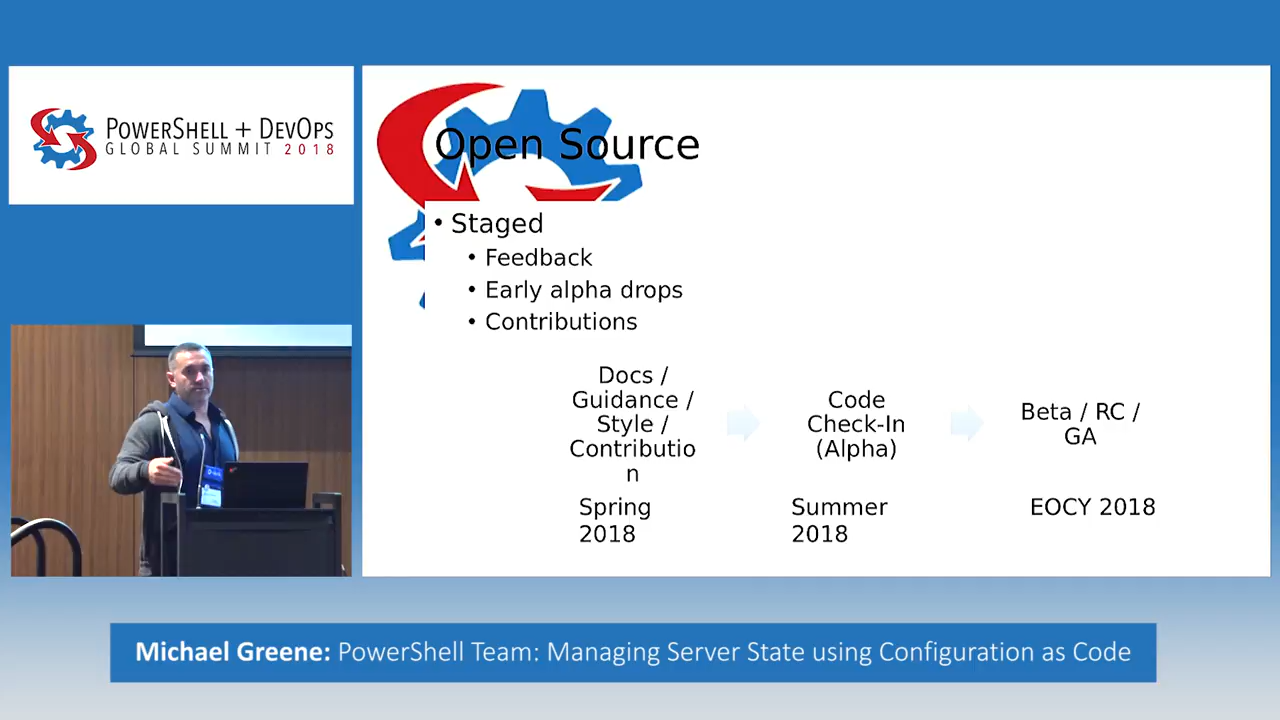 POWERSHELL + DEVOPS
GLOBAL SUMMIT 2018
Open Source
• Staged
• Feedback
• Early alpha drops
• Contributions
Docs /
Guidance /
Style /
Contributio
n
Code
Check-In
(Alpha)
Beta / RC /
GA
Spring
2018
Summer
2018
EOCY 2018
Michael Greene: PowerShell Team: Managing Server State using Configuration as Code